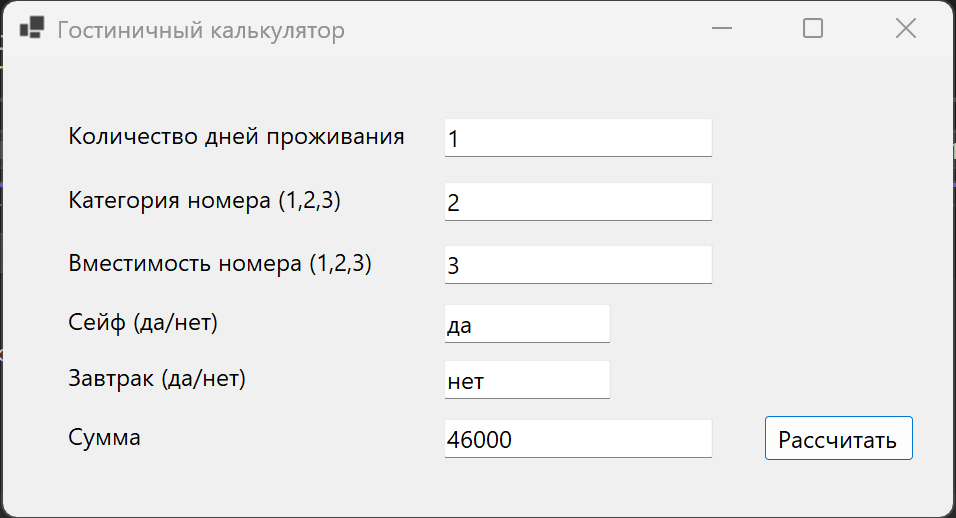 Гостиничный калькулятор
Количество дней проживания 1
Категория номера (1,2,3) 2
Вместимость номера (1,2,3) 3
Сейф (да/нет) да
Завтрак (да/нет) нет
Сумма 46000 Рассчитать